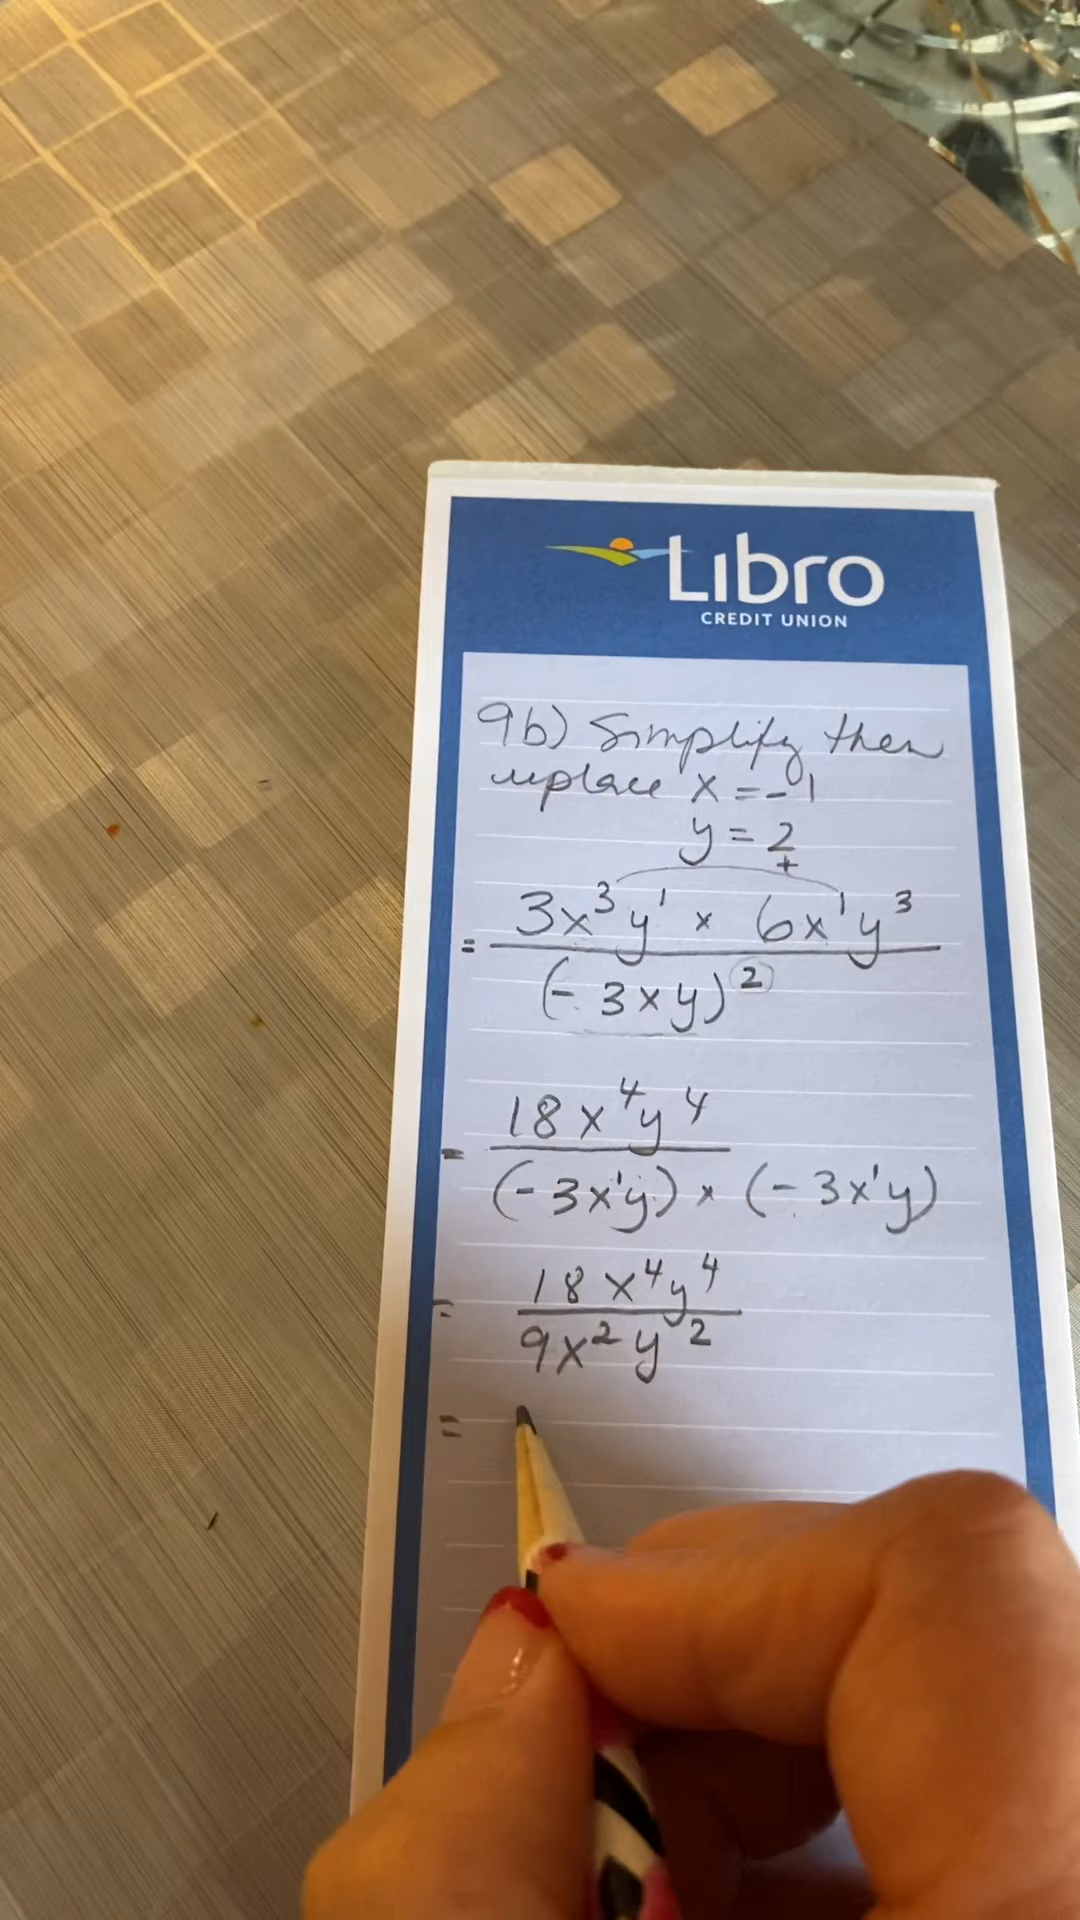 Libro
CREDIT UNION
9b) Simplify then
replace x = -1
y = 2
+
= 3x³y¹ × 6x¹y³
(-3xy)²
= 18x⁴y⁴
(-3x¹y) × (-3x¹y)
= 18x⁴y⁴
9x²y²
=